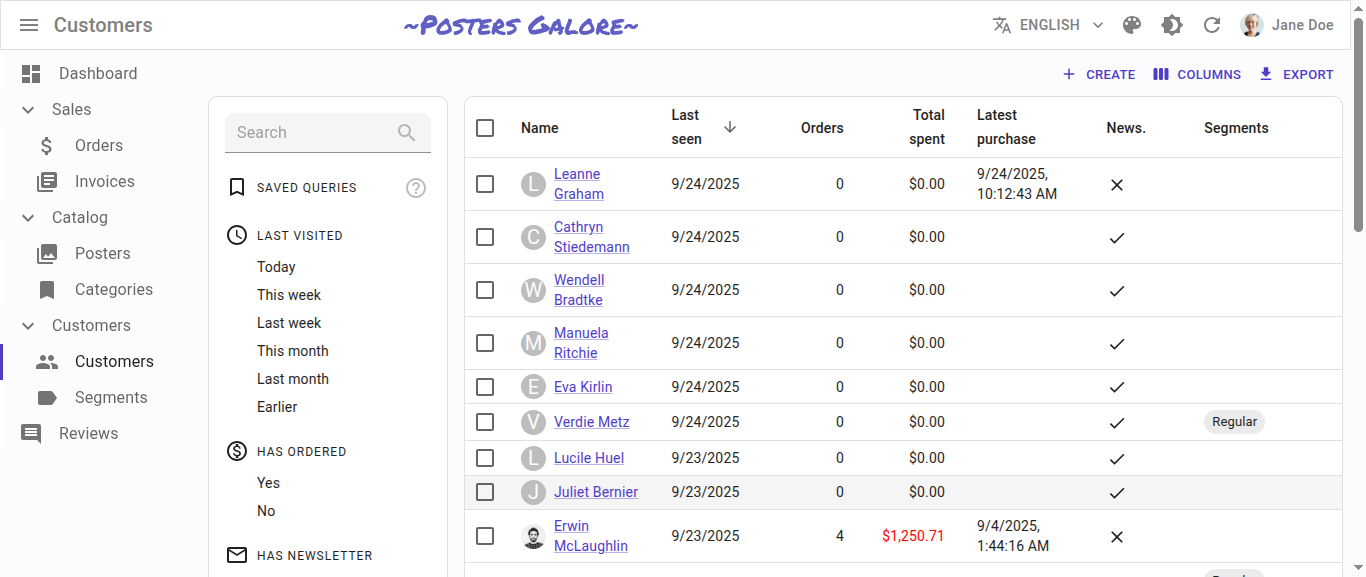 Customers
~Posters Galore~
ENGLISH
Jane Doe
Dashboard
Sales
Orders
Invoices
Catalog
Posters
Categories
Customers
Customers
Segments
Reviews
CREATE
COLUMNS
EXPORT
Search
SAVED QUERIES
?
LAST VISITED
Today
This week
Last week
This month
Last month
Earlier
HAS ORDERED
Yes
No
HAS NEWSLETTER
Name
Last seen
Orders
Total spent
Latest purchase
News.
Segments
L Leanne Graham 9/24/2025 0 $0.00 9/24/2025, 10:12:43 AM
C Cathryn Stiedemann 9/24/2025 0 $0.00
W Wendell Bradtke 9/24/2025 0 $0.00
M Manuela Ritchie 9/24/2025 0 $0.00
E Eva Kirlin 9/24/2025 0 $0.00
V Verdie Metz 9/24/2025 0 $0.00 Regular
L Lucile Huel 9/23/2025 0 $0.00
J Juliet Bernier 9/23/2025 0 $0.00
Erwin McLaughlin 9/23/2025 4 $1,250.71 9/4/2025, 1:44:16 AM